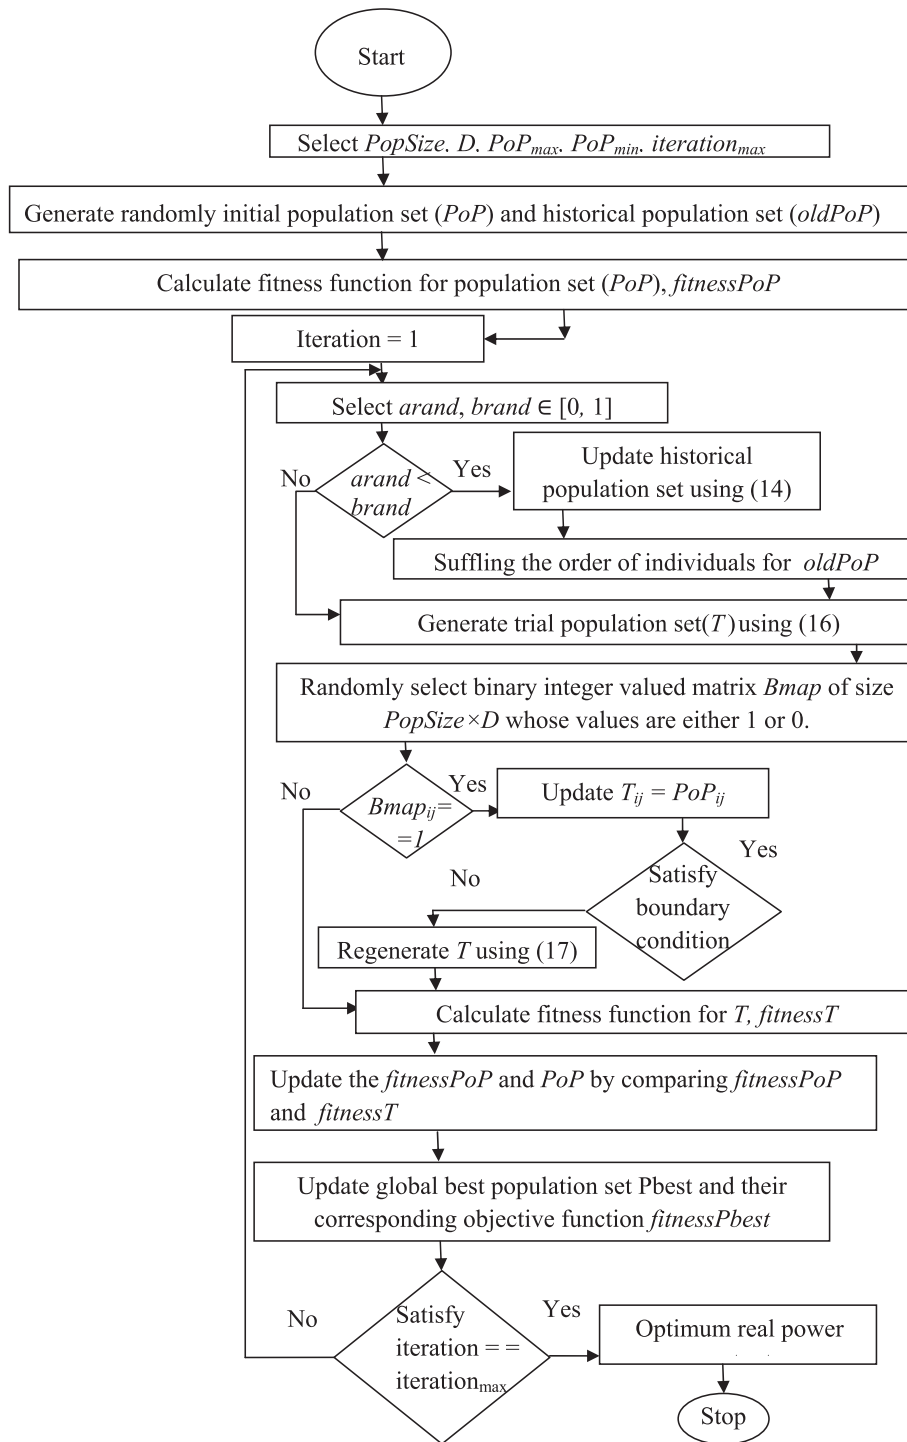 Start
Select PopSize. D. PoPmax. PoPmin. iterationmax
Generate randomly initial population set (PoP) and historical population set (oldPoP)
Calculate fitness function for population set (PoP), fitnessPoP
Iteration = 1
Select arand, brand ∈ [0, 1]
No
arand <
brand
Yes
Update historical
population set using (14)
Suffling the order of individuals for oldPoP
Generate trial population set(T) using (16)
Randomly select binary integer valued matrix Bmap of size
PopSize×D whose values are either 1 or 0.
No
Bmapij=
=1
Yes
Update Tij = PoPij
Yes
Satisfy
boundary
condition
No
Regenerate T using (17)
Calculate fitness function for T, fitnessT
Update the fitnessPoP and PoP by comparing fitnessPoP
and fitnessT
Update global best population set Pbest and their
corresponding objective function fitnessPbest
No
Satisfy
iteration = =
iterationmax
Yes
Optimum real power
Stop